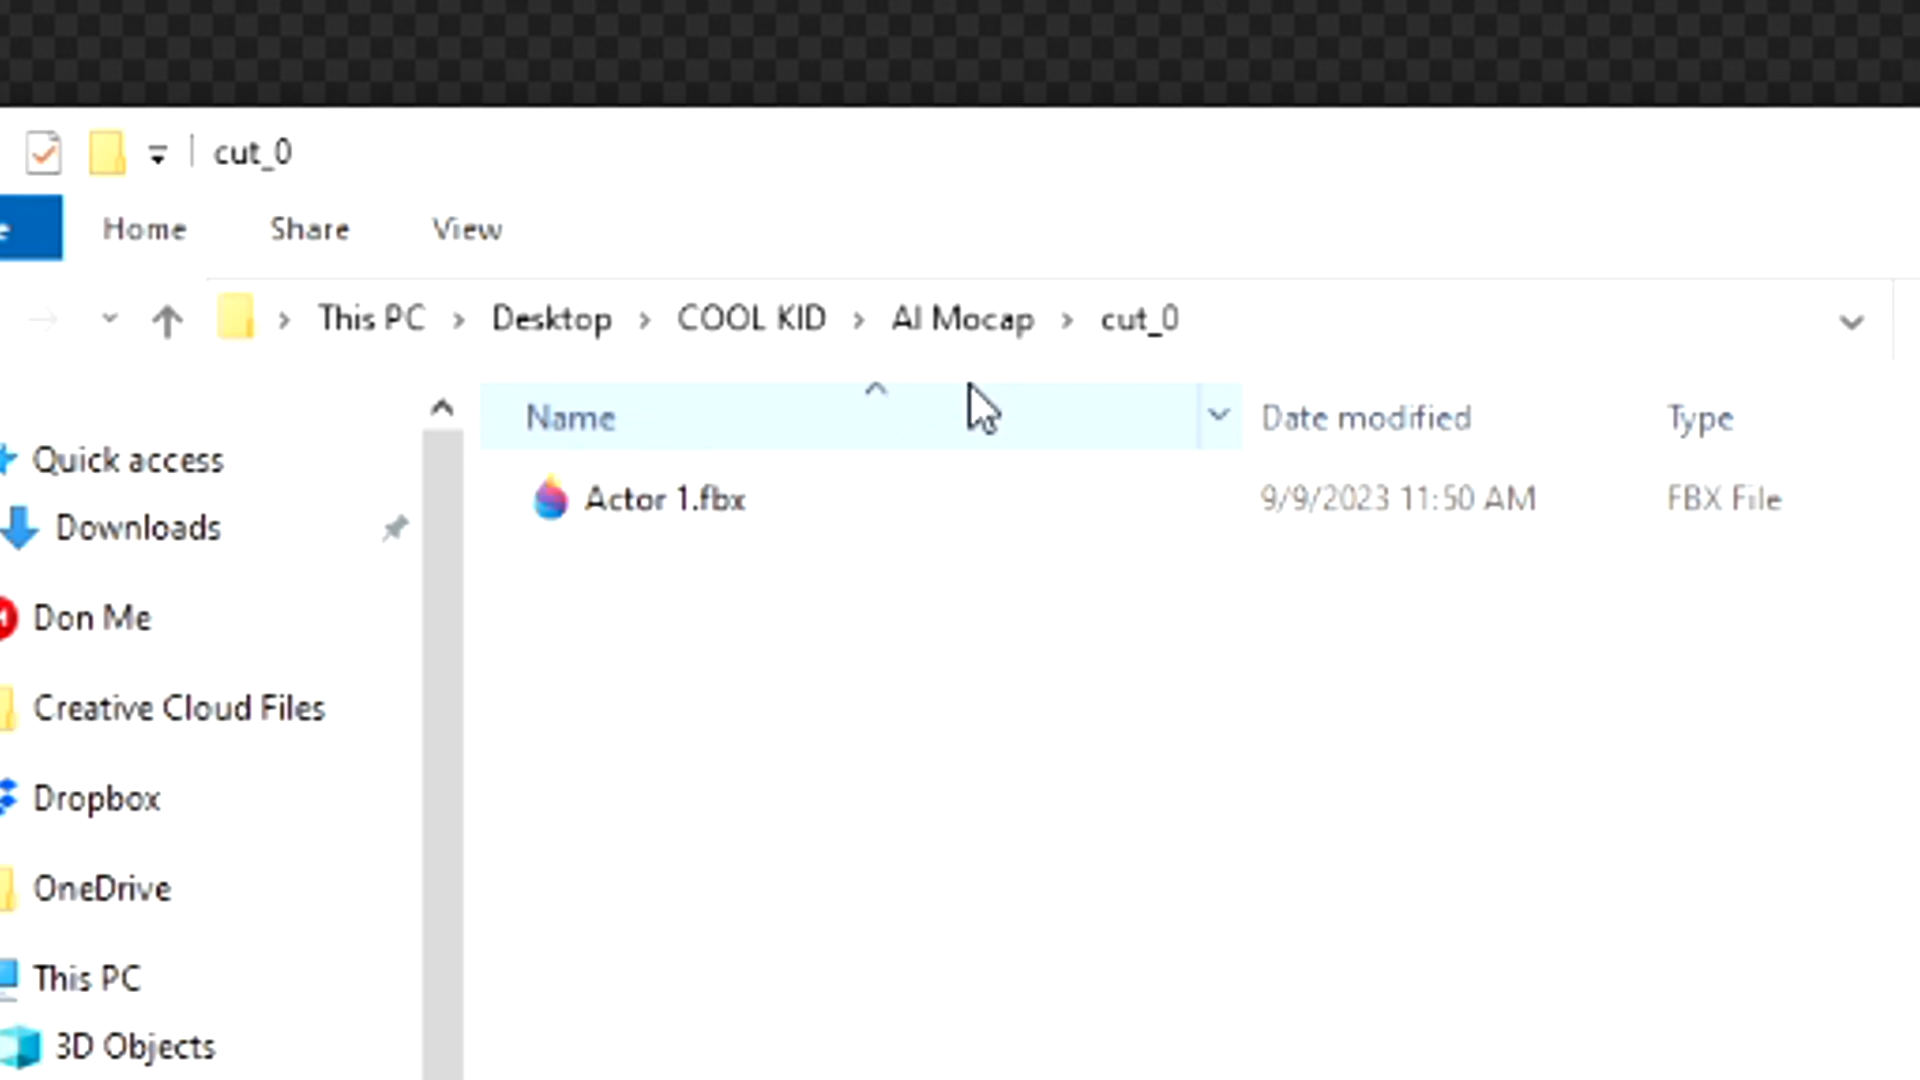 cut_0
Home Share View
This PC > Desktop > COOL KID > AI Mocap > cut_0
Name Date modified Type
Quick access
Actor 1.fbx 9/9/2023 11:50 AM FBX File
Downloads
Don Me
Creative Cloud Files
Dropbox
OneDrive
This PC
3D Objects